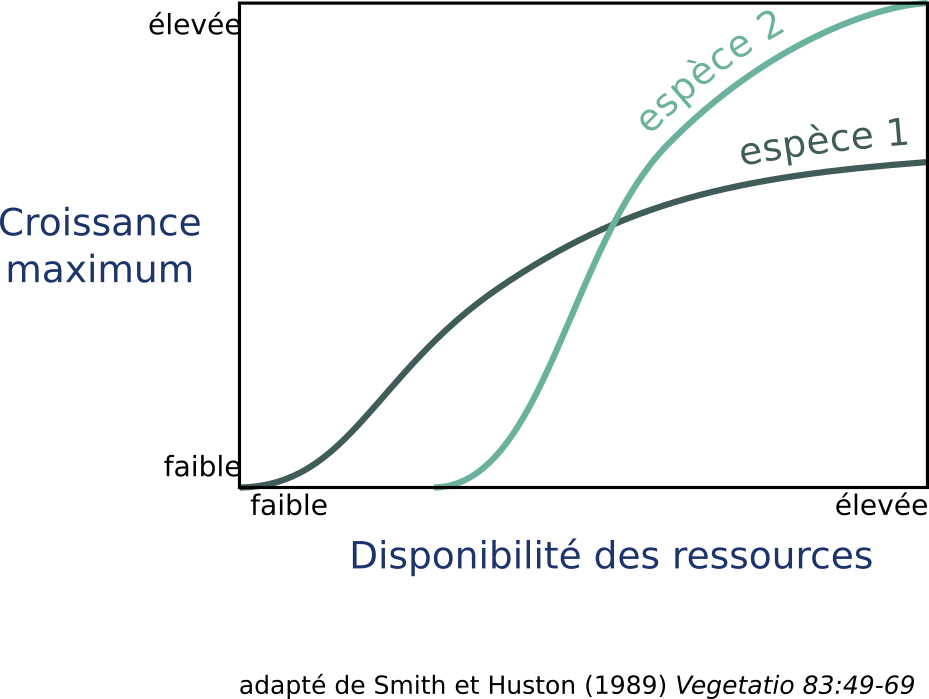 élevée
espèce 2
espèce 1
Croissance
maximum
faible
faible
élevée
Disponibilité des ressources
adapté de Smith et Huston (1989) Vegetatio 83:49-69